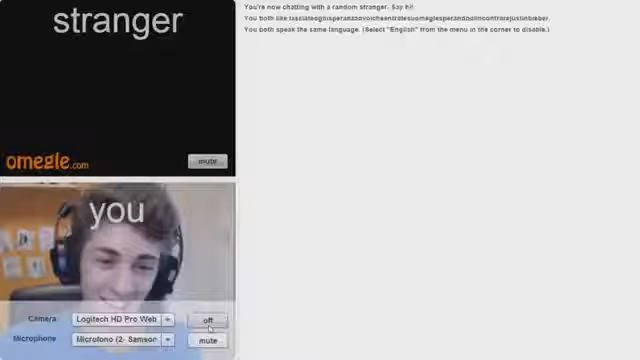 stranger
You're now chatting with a random stranger. Say hi!
You both like
You both speak the same language. (Select "English" from the menu in the corner to disable.)
omegle.com
mute
you
Camera:
Logitech HD Pro Web
off
Microphone
Microfono (2- Samson
mute